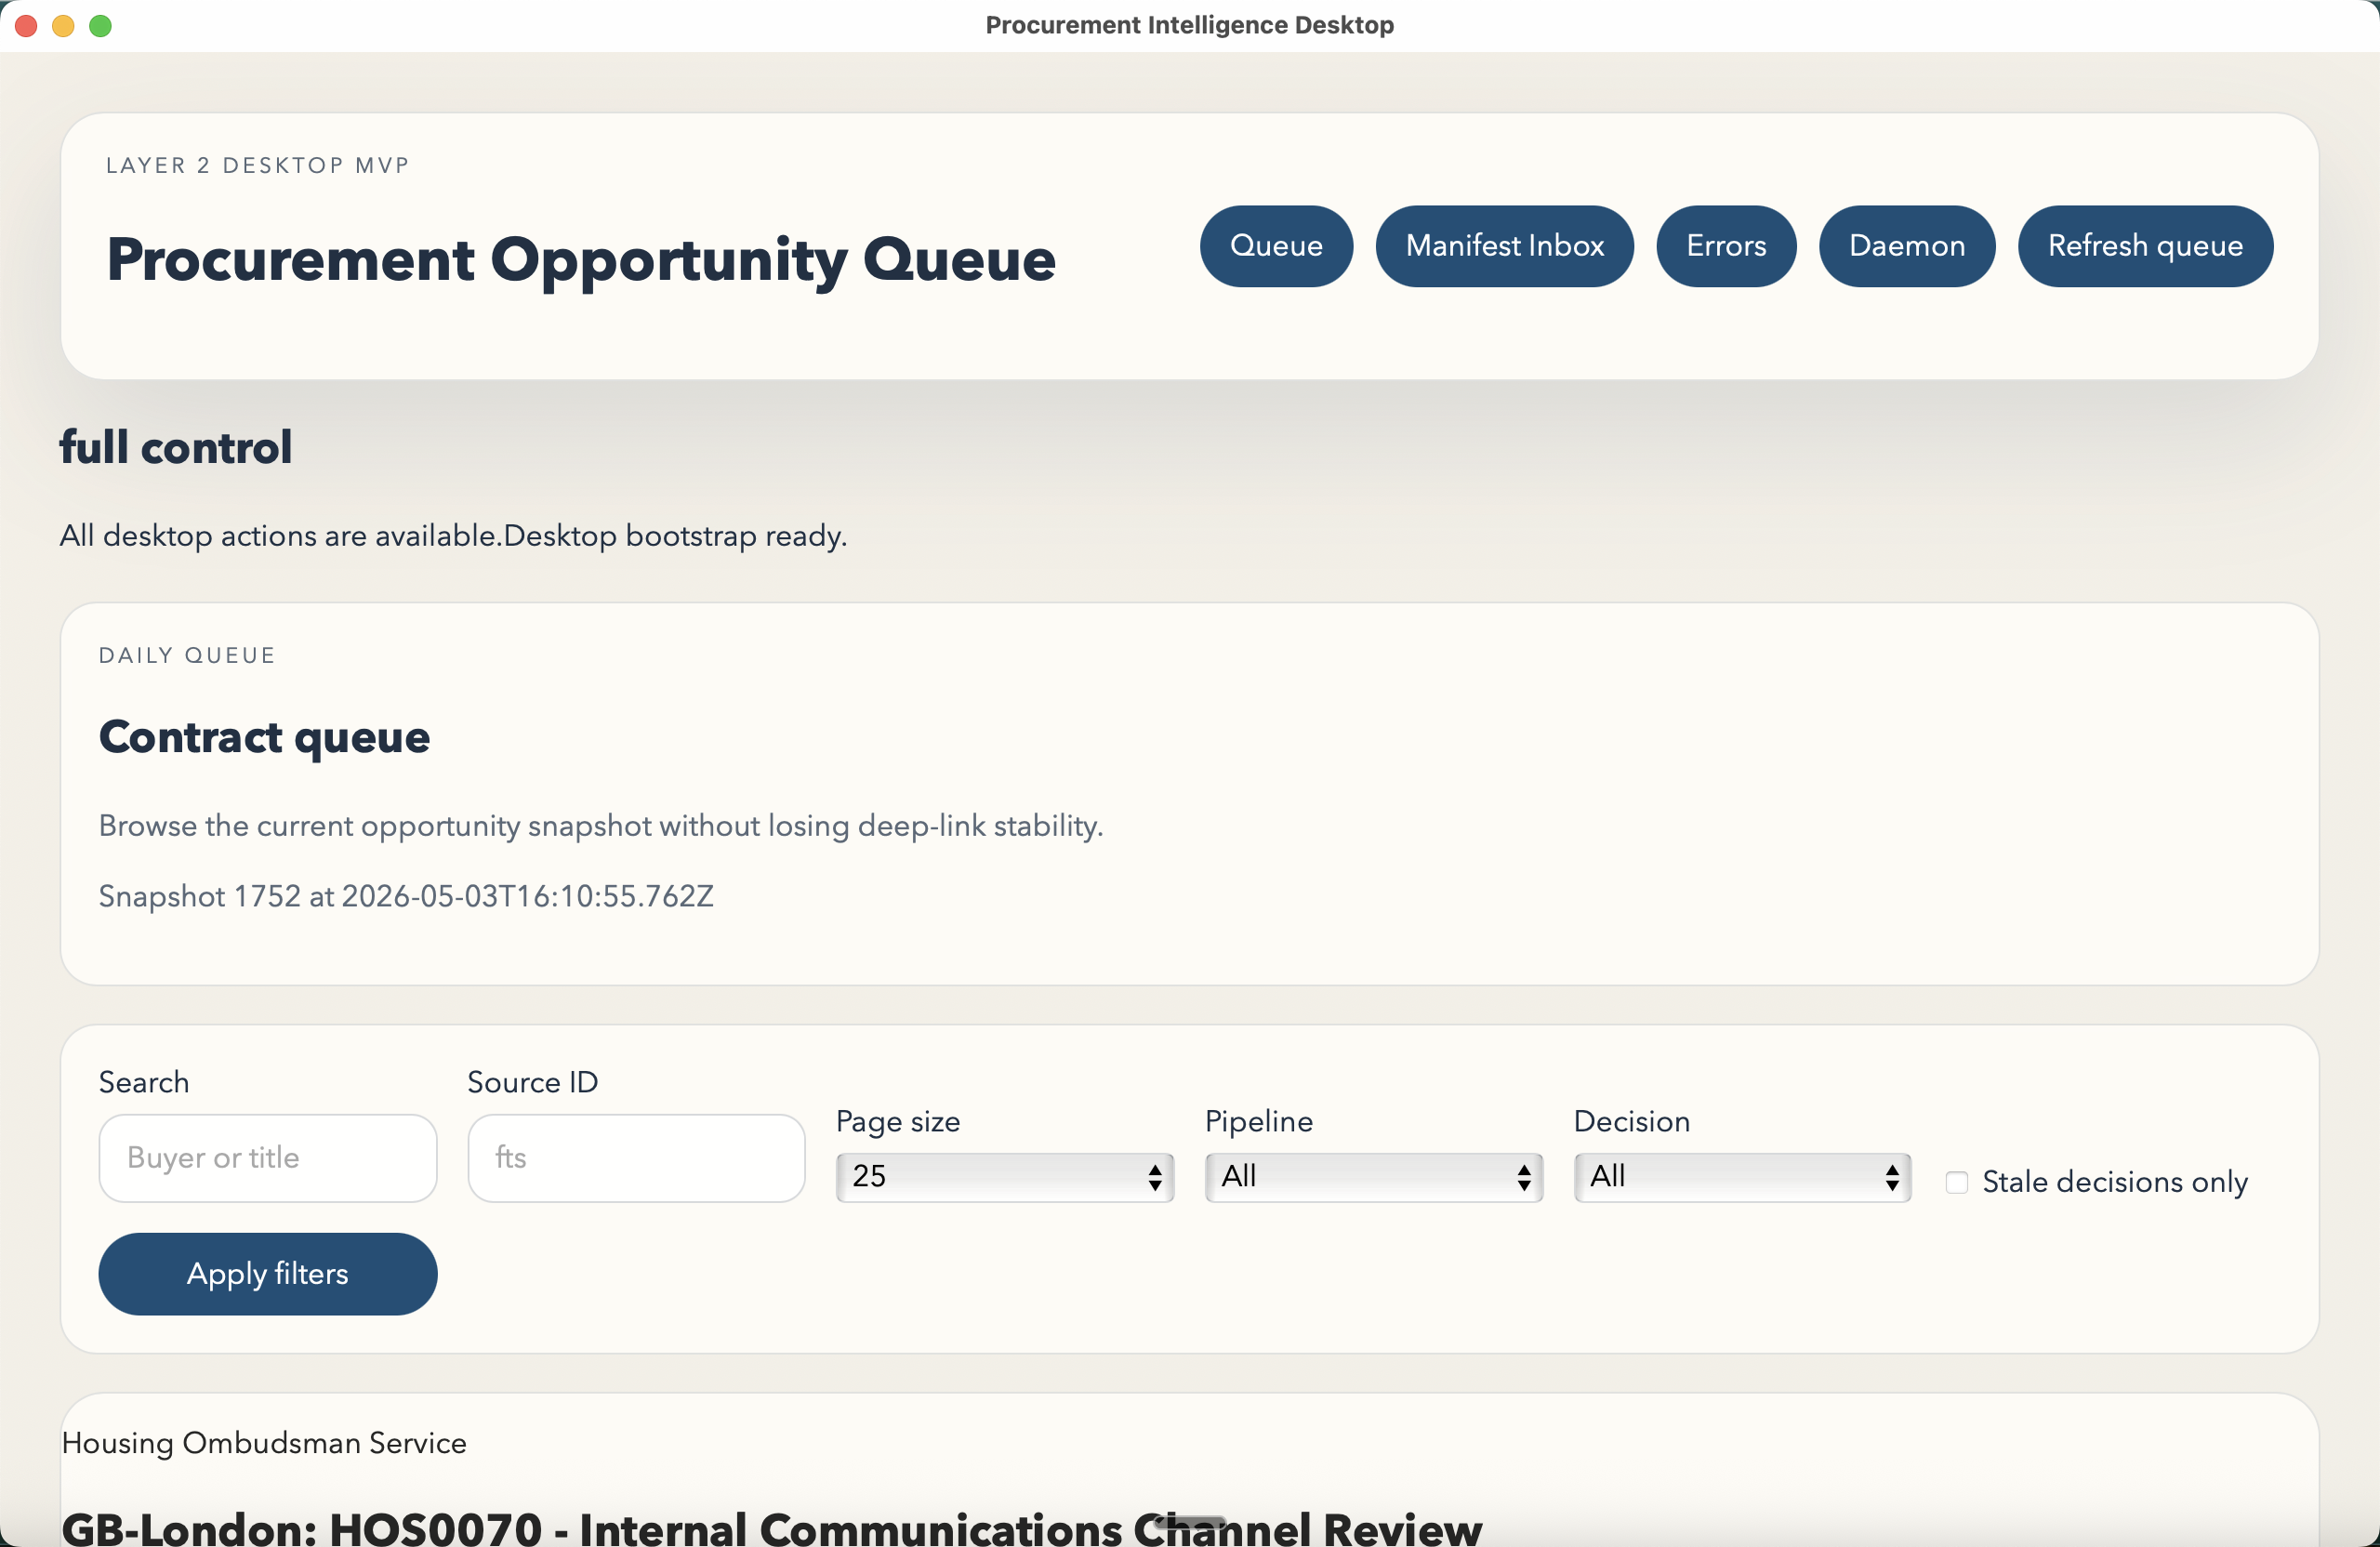 Procurement Intelligence Desktop
LAYER 2 DESKTOP MVP
Procurement Opportunity Queue
Queue
Manifest Inbox
Errors
Daemon
Refresh queue
full control
All desktop actions are available.Desktop bootstrap ready.
DAILY QUEUE
Contract queue
Browse the current opportunity snapshot without losing deep-link stability.
Snapshot 1752 at 2026-05-03T16:10:55.762Z
Search
Source ID
Page size
Pipeline
Decision
Buyer or title
fts
25
All
All
Stale decisions only
Apply filters
Housing Ombudsman Service
GB-London: HOS0070 - Internal Communications Channel Review